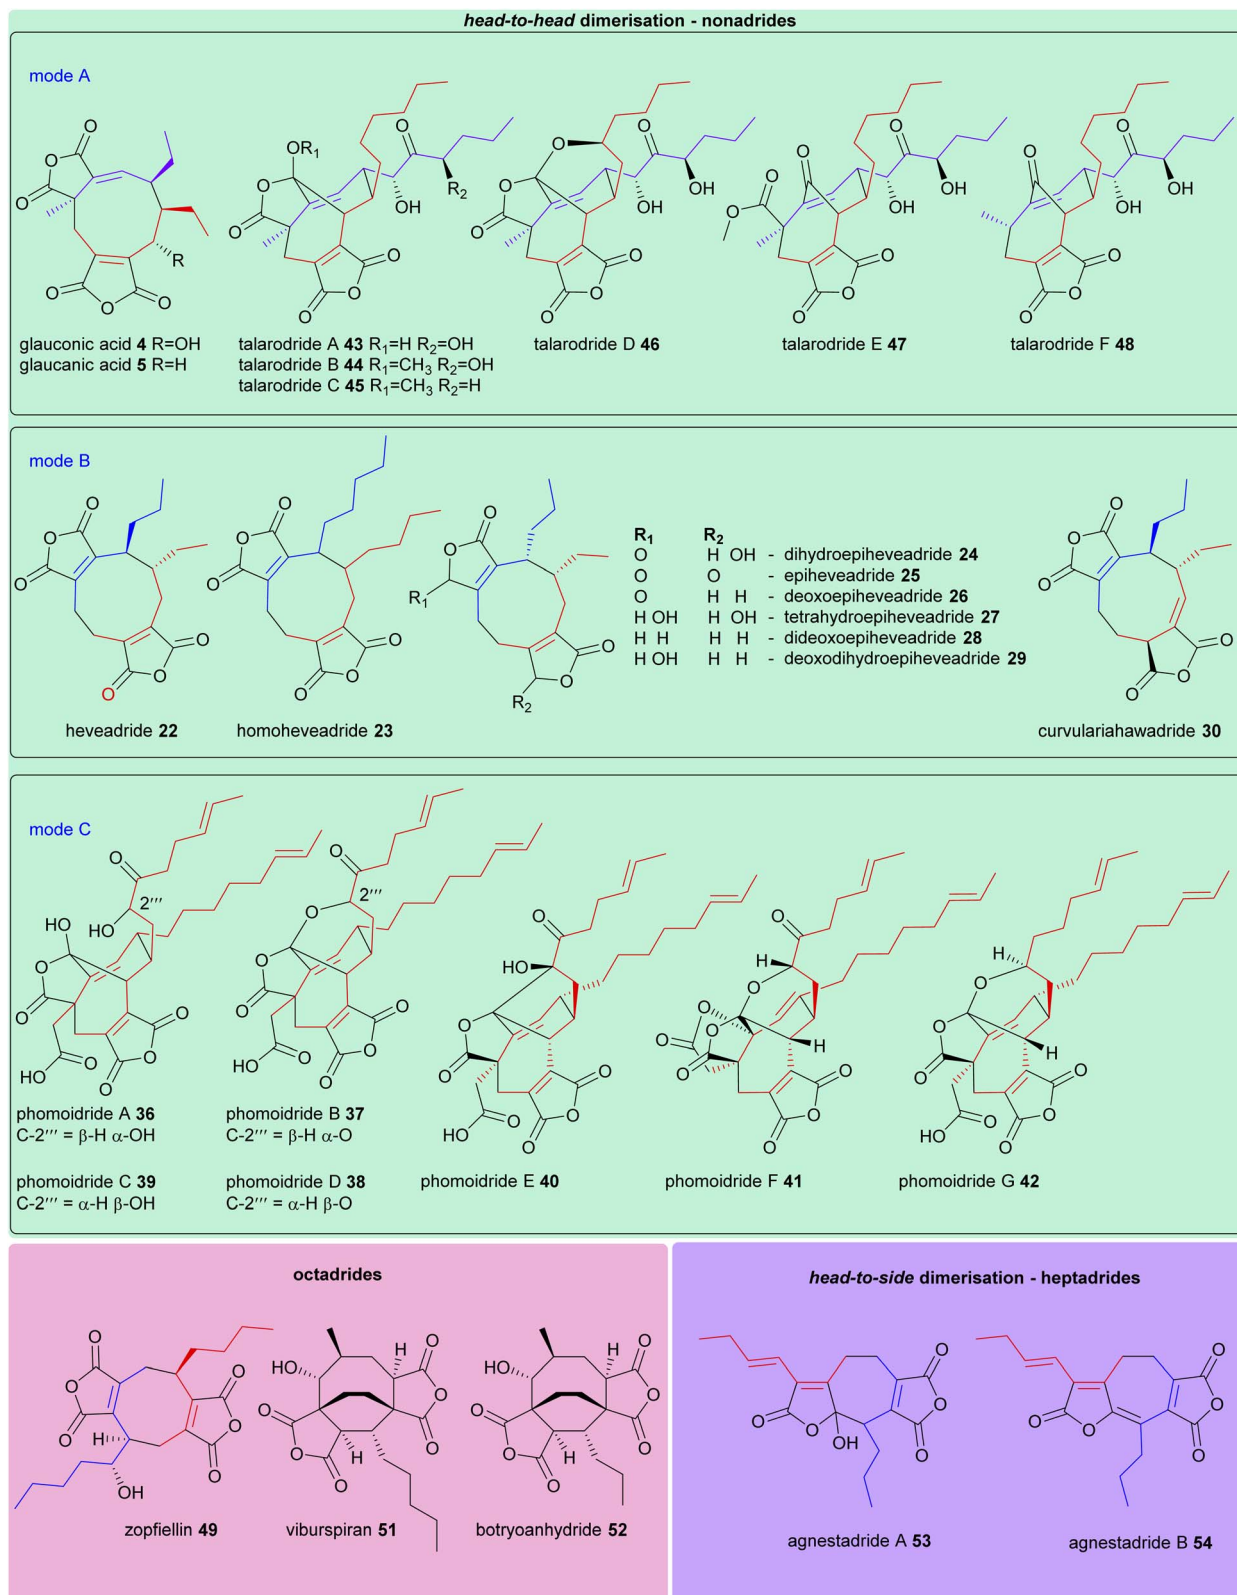 head-to-head dimerisation - nonadrides
mode A
glauconic acid 4 R=OH
glaucanic acid 5 R=H
talarodride A 43 R₁=H R₂=OH
talarodride B 44 R₁=CH₃ R₂=OH
talarodride C 45 R₁=CH₃ R₂=H
talarodride D 46
talarodride E 47
talarodride F 48
mode B
heveadride 22
homoheveadride 23
R₁ R₂
O H OH - dihydroepiheveadride 24
O O - epiheveadride 25
O H H - deoxoepiheveadride 26
H OH H OH - tetrahydroepiheveadride 27
H H H H - dideoxoepiheveadride 28
H OH H H - deoxodihydroepiheveadride 29
curvulariahawadride 30
mode C
phomoidride A 36
C-2′′′ = β-H α-OH
phomoidride C 39
C-2′′′ = α-H β-OH
phomoidride B 37
C-2′′′ = β-H α-O
phomoidride D 38
C-2′′′ = α-H β-O
phomoidride E 40
phomoidride F 41
phomoidride G 42
octadrides
zopfiellin 49
viburspiran 51
botryoanhydride 52
head-to-side dimerisation - heptadrides
agnestadride A 53
agnestadride B 54